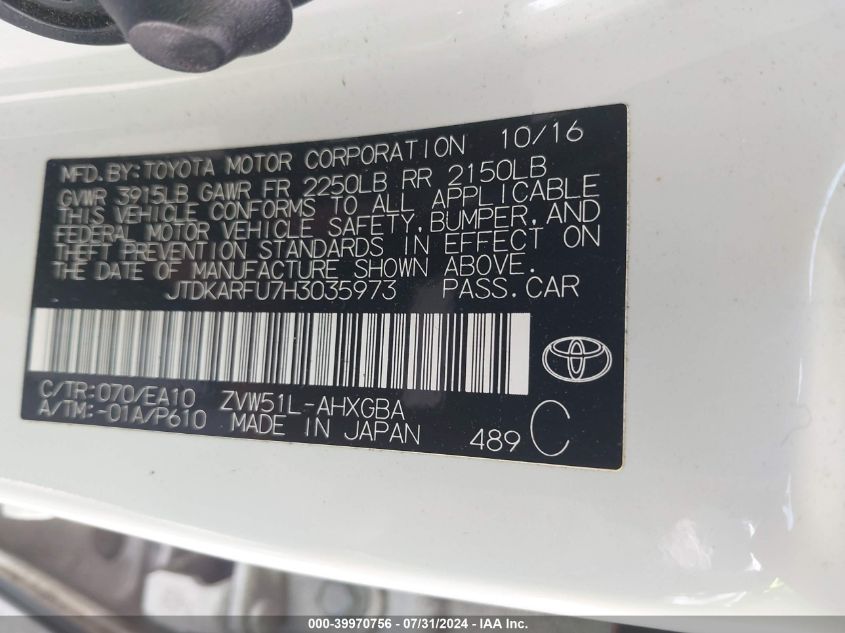 MFD. BY: TOYOTA MOTOR CORPORATION 10/16
GVWR 3915LB GAWR FR 2250LB RR 2150LB
THIS VEHICLE CONFORMS TO ALL APPLICABLE
FEDERAL MOTOR VEHICLE SAFETY, BUMPER, AND
THEFT PREVENTION STANDARDS IN EFFECT ON
THE DATE OF MANUFACTURE SHOWN ABOVE.
JTDKARFU7H3035973 PASS. CAR
C/TR:070/EA10 ZVW51L-AHXGBA
A/TM:-01A/P610 MADE IN JAPAN 489 C
000-39970756 - 07/31/2024 - IAA Inc.